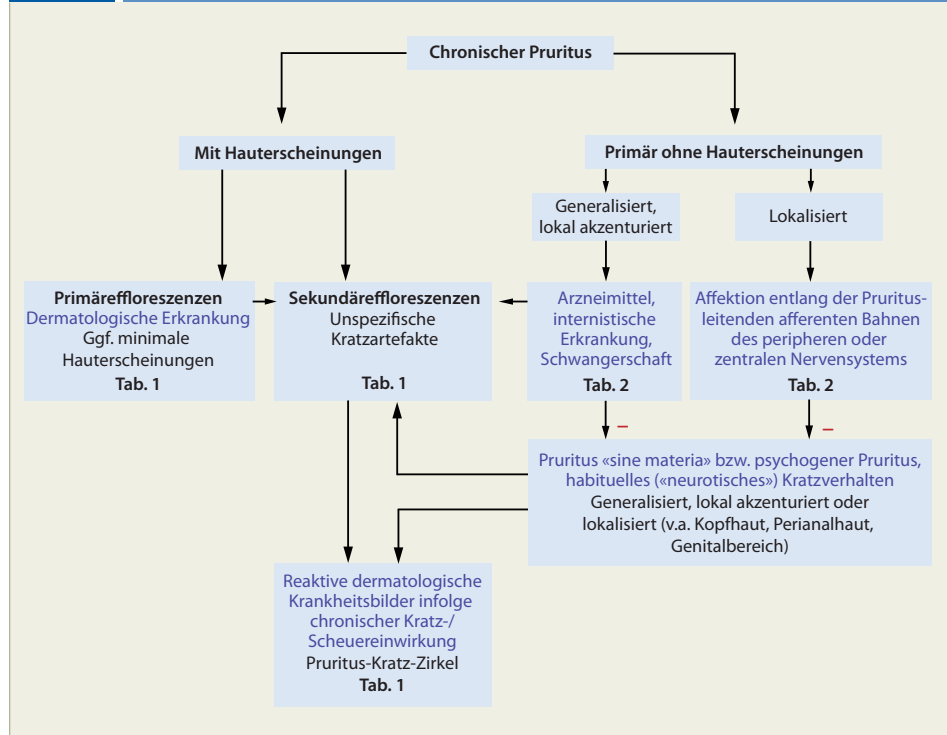 Chronischer Pruritus
Mit Hauterscheinungen
Primär ohne Hauterscheinungen
Generalisiert,
lokal akzenturiert
Lokalisiert
Primäreffloreszenzen
Dermatologische Erkrankung
Ggf. minimale
Hauterscheinungen
Tab. 1
Sekundäreffloreszenzen
Unspezifische
Kratzartefakte
Tab. 1
Arzneimittel,
internistische
Erkrankung,
Schwangerschaft
Tab. 2
Affektion entlang der Pruritus-
leitenden afferenten Bahnen
des peripheren oder
zentralen Nervensystems
Tab. 2
–
–
Pruritus «sine materia» bzw. psychogener Pruritus,
habituelles («neurotisches») Kratzverhalten
Generalisiert, lokal akzenturiert oder
lokalisiert (v.a. Kopfhaut, Perianalhaut,
Genitalbereich)
Reaktive dermatologische
Krankheitsbilder infolge
chronischer Kratz-/
Scheuereinwirkung
Pruritus-Kratz-Zirkel
Tab. 1